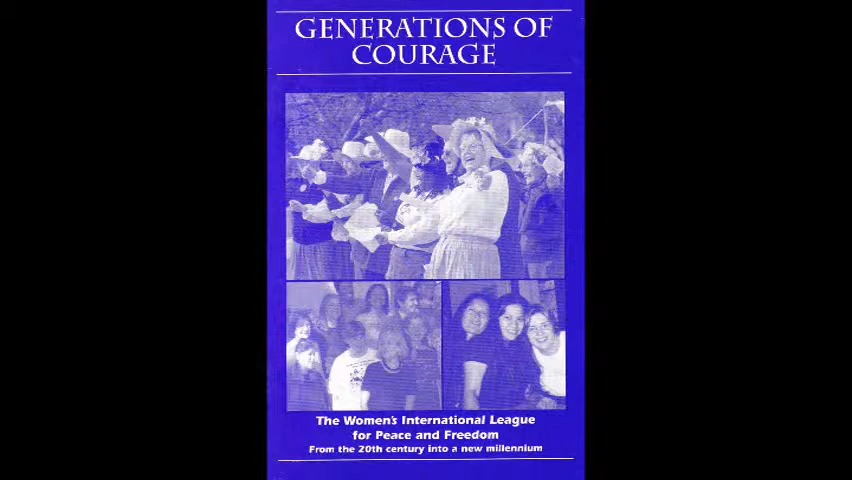 GENERATIONS OF
COURAGE
The Women's International League
for Peace and Freedom
From the 20th century into a new millennium